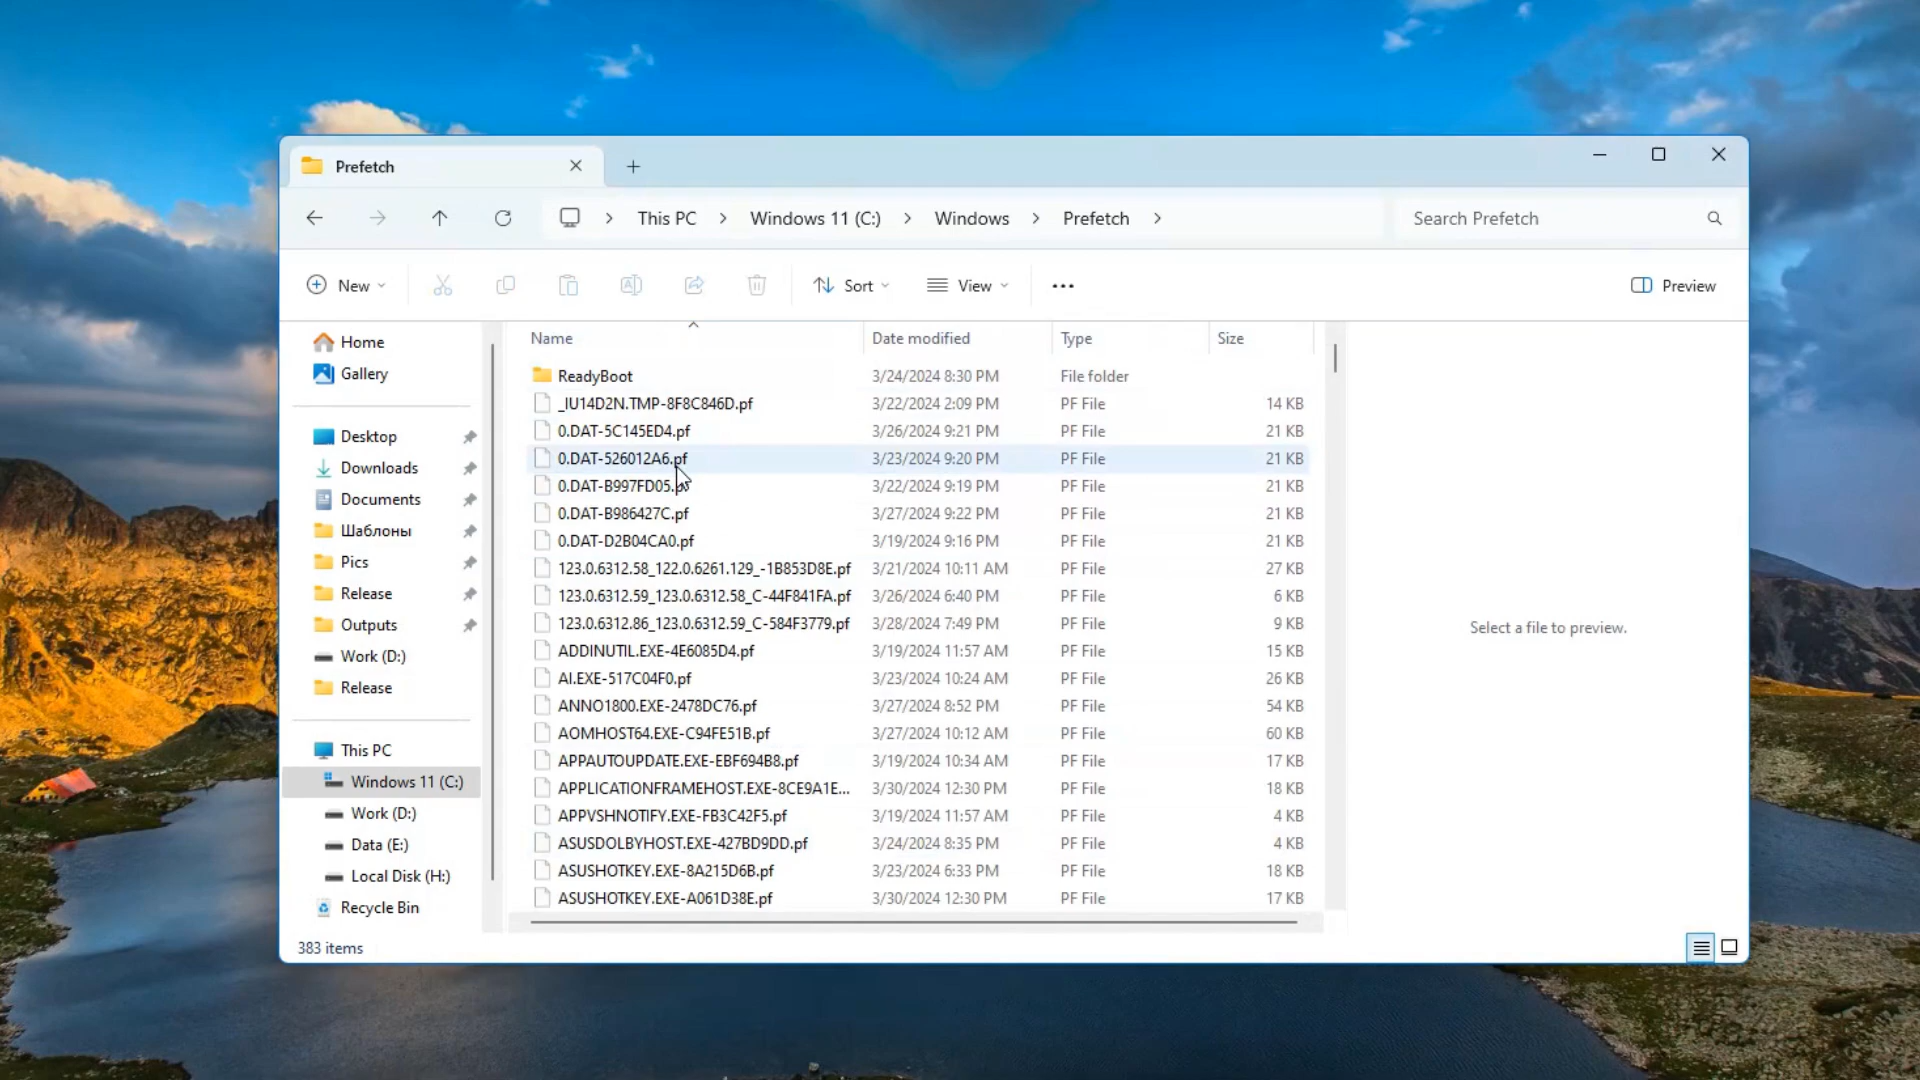 Prefetch
This PC
Windows 11 (C:)
Windows
Prefetch
Search Prefetch
New
Sort
View
Preview
Home
Gallery
Desktop
Downloads
Documents
Шаблоны
Pics
Release
Outputs
Work (D:)
Release
This PC
Windows 11 (C:)
Work (D:)
Data (E:)
Local Disk (H:)
Recycle Bin
Name Date modified Type Size
ReadyBoot 3/24/2024 8:30 PM File folder
_IU14D2N.TMP-8F8C846D.pf 3/22/2024 2:09 PM PF File 14 KB
0.DAT-5C145ED4.pf 3/26/2024 9:21 PM PF File 21 KB
0.DAT-526012A6.pf 3/23/2024 9:20 PM PF File 21 KB
0.DAT-B997FD05.pf 3/22/2024 9:19 PM PF File 21 KB
0.DAT-B986427C.pf 3/27/2024 9:22 PM PF File 21 KB
0.DAT-D2B04CA0.pf 3/19/2024 9:16 PM PF File 21 KB
123.0.6312.58_122.0.6261.129_-1B853D8E.pf 3/21/2024 10:11 AM PF File 27 KB
123.0.6312.59_123.0.6312.58_C-44F841FA.pf 3/26/2024 6:40 PM PF File 6 KB
123.0.6312.86_123.0.6312.59_C-584F3779.pf 3/28/2024 7:49 PM PF File 9 KB
ADDINUTIL.EXE-4E6085D4.pf 3/19/2024 11:57 AM PF File 15 KB
AI.EXE-517C04F0.pf 3/23/2024 10:24 AM PF File 26 KB
ANNO1800.EXE-2478DC76.pf 3/27/2024 8:52 PM PF File 54 KB
AOMHOST64.EXE-C94FE51B.pf 3/27/2024 10:12 AM PF File 60 KB
APPAUTOUPDATE.EXE-EBF694B8.pf 3/19/2024 10:34 AM PF File 17 KB
APPLICATIONFRAMEHOST.EXE-8CE9A1E... 3/30/2024 12:30 PM PF File 18 KB
APPVSHNOTIFY.EXE-FB3C42F5.pf 3/19/2024 11:57 AM PF File 4 KB
ASUSDOLBYHOST.EXE-427BD9DD.pf 3/24/2024 8:35 PM PF File 4 KB
ASUSHOTKEY.EXE-8A215D6B.pf 3/23/2024 6:33 PM PF File 18 KB
ASUSHOTKEY.EXE-A061D38E.pf 3/30/2024 12:30 PM PF File 17 KB
Select a file to preview.
383 items